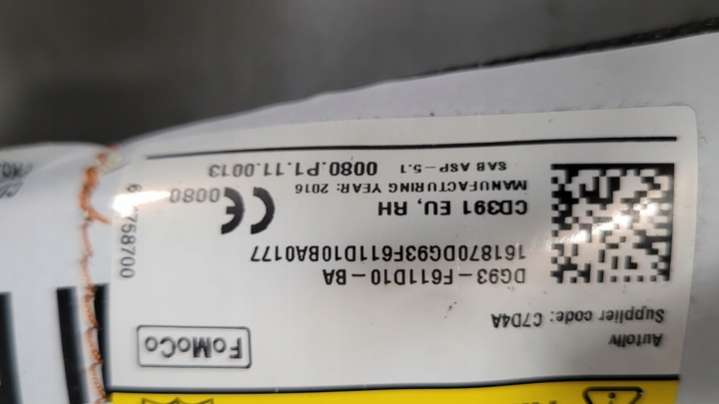 Autoliv
Supplier code: C7D4A
FoMoCo
DG93-F611D10-BA
161870DG93F611D10BA0177
CD391 EU, RH
MANUFACTURING YEAR: 2016
CE
0080
SAB ASP-5.1
0080.P1.11.0013